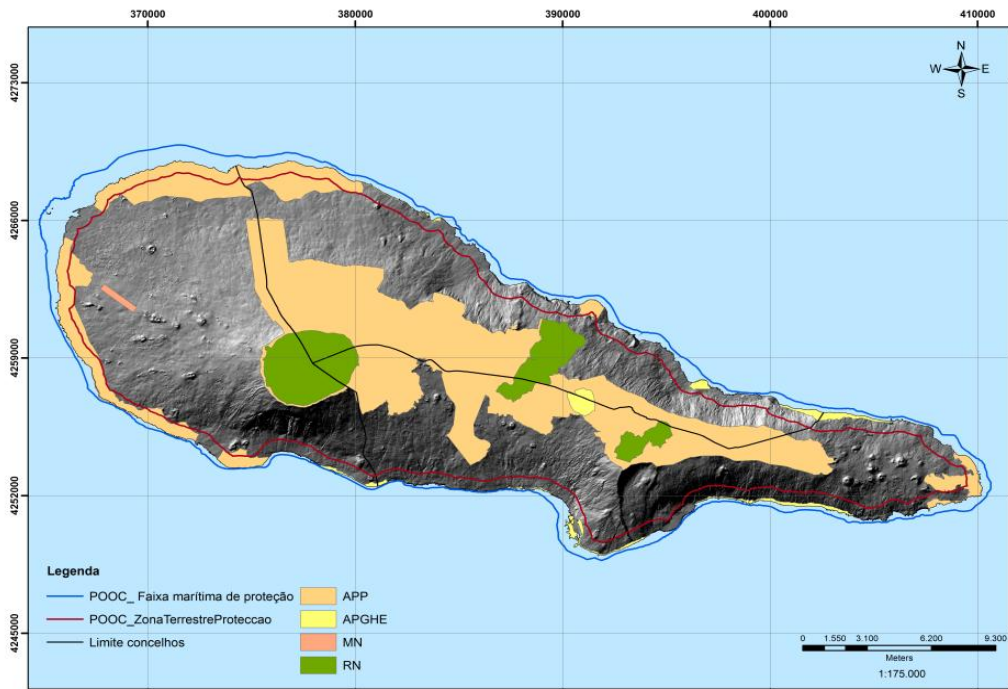 370000 380000 390000 400000 410000
N
W E
S
4273000
4266000
4259000
4252000
4245000
Legenda
POOC_ Faixa marítima de proteção
POOC_ZonaTerrestreProteccao
Limite concelhos
APP
APGHE
MN
RN
0 1.550 3.100 6.200 9.300
Meters
1:175.000